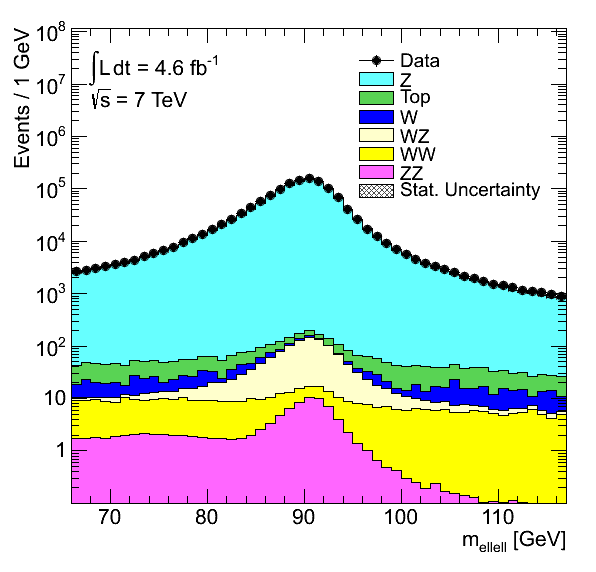 Events / 1 GeV
10⁸
10⁷
10⁶
10⁵
10⁴
10³
10²
10
1
∫L dt = 4.6 fb⁻¹
√s = 7 TeV
Data
Z
Top
W
WZ
WW
ZZ
Stat. Uncertainty
70 80 90 100 110
m_ellell [GeV]